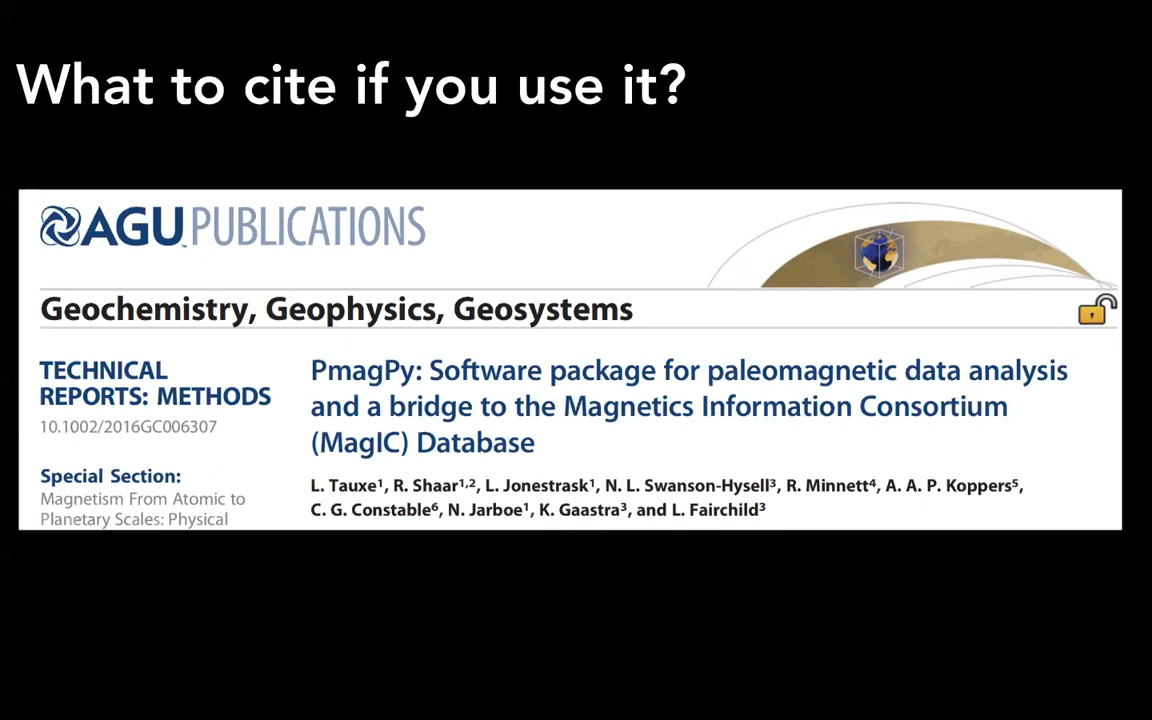 What to cite if you use it?
AGU PUBLICATIONS
Geochemistry, Geophysics, Geosystems
TECHNICAL
REPORTS: METHODS
10.1002/2016GC006307
Special Section:
Magnetism From Atomic to
Planetary Scales: Physical
PmagPy: Software package for paleomagnetic data analysis
and a bridge to the Magnetics Information Consortium
(MagIC) Database
L. Tauxe¹, R. Shaar¹,², L. Jonestrask¹, N. L. Swanson-Hysell³, R. Minnett⁴, A. A. P. Koppers⁵,
C. G. Constable⁶, N. Jarboe¹, K. Gaastra³, and L. Fairchild³